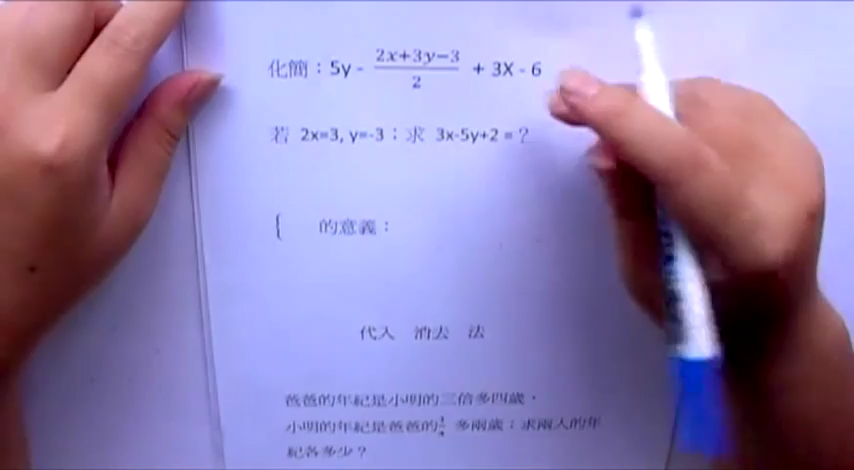 化簡：5y - \frac{2x+3y-3}{2} + 3X - 6
若 2x=3, y=-3；求 3x-5y+2 = ?
{ 的意義：
代入 消去 法
爸爸的年紀是小明的三倍多四歲，
小明的年紀是爸爸的 多兩歲；求兩人的年
紀各多少？